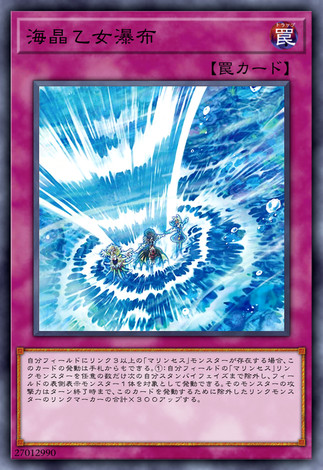 海晶乙女瀑布
トラップ
罠
【罠カード】
自分フィールドにリンク３以上の「マリンセス」モンスターが存在する場合、こ
のカードの発動は手札からもできる。①：自分フィールドの「マリンセス」リン
クモンスターを任意の数だけ次の自分スタンバイフェイズまで除外し、フィー
ルドの表側表示モンスター１体を対象として発動できる。そのモンスターの攻
撃力はターン終了時まで、このカードを発動するために除外したリンクモンス
ターのリンクマーカーの合計×３００アップする。
27012990